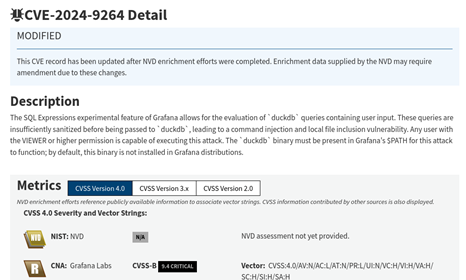 CVE-2024-9264 Detail
MODIFIED
This CVE record has been updated after NVD enrichment efforts were completed. Enrichment data supplied by the NVD may require
amendment due to these changes.
Description
The SQL Expressions experimental feature of Grafana allows for the evaluation of `duckdb` queries containing user input. These queries are
insufficiently sanitized before being passed to `duckdb`, leading to a command injection and local file inclusion vulnerability. Any user with
the VIEWER or higher permission is capable of executing this attack. The `duckdb` binary must be present in Grafana's $PATH for this attack
to function; by default, this binary is not installed in Grafana distributions.
Metrics CVSS Version 4.0 CVSS Version 3.x CVSS Version 2.0
NVD enrichment efforts reference publicly available information to associate vector strings. CVSS information contributed by other sources is also displayed.
CVSS 4.0 Severity and Vector Strings:
NIST: NVD N/A NVD assessment not yet provided.
CNA: Grafana Labs CVSS-B 9.4 CRITICAL Vector: CVSS:4.0/AV:N/AC:L/AT:N/PR:L/UI:N/VC:H/VI:H/VA:H/
SC:H/SI:H/SA:H